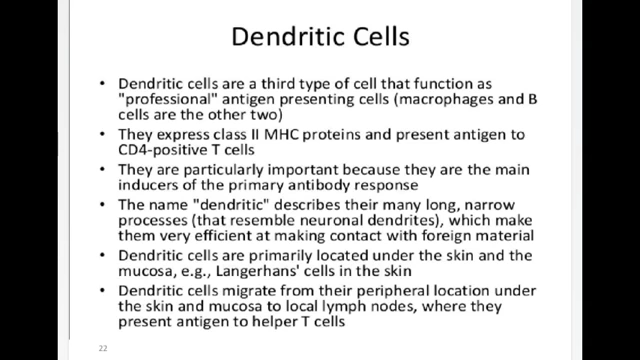 Dendritic Cells
• Dendritic cells are a third type of cell that function as
"professional" antigen presenting cells (macrophages and B
cells are the other two)
• They express class II MHC proteins and present antigen to
CD4-positive T cells
• They are particularly important because they are the main
inducers of the primary antibody response
• The name "dendritic" describes their many long, narrow
processes (that resemble neuronal dendrites), which make
them very efficient at making contact with foreign material
• Dendritic cells are primarily located under the skin and the
mucosa, e.g., Langerhans' cells in the skin
• Dendritic cells migrate from their peripheral location under
the skin and mucosa to local lymph nodes, where they
present antigen to helper T cells
22